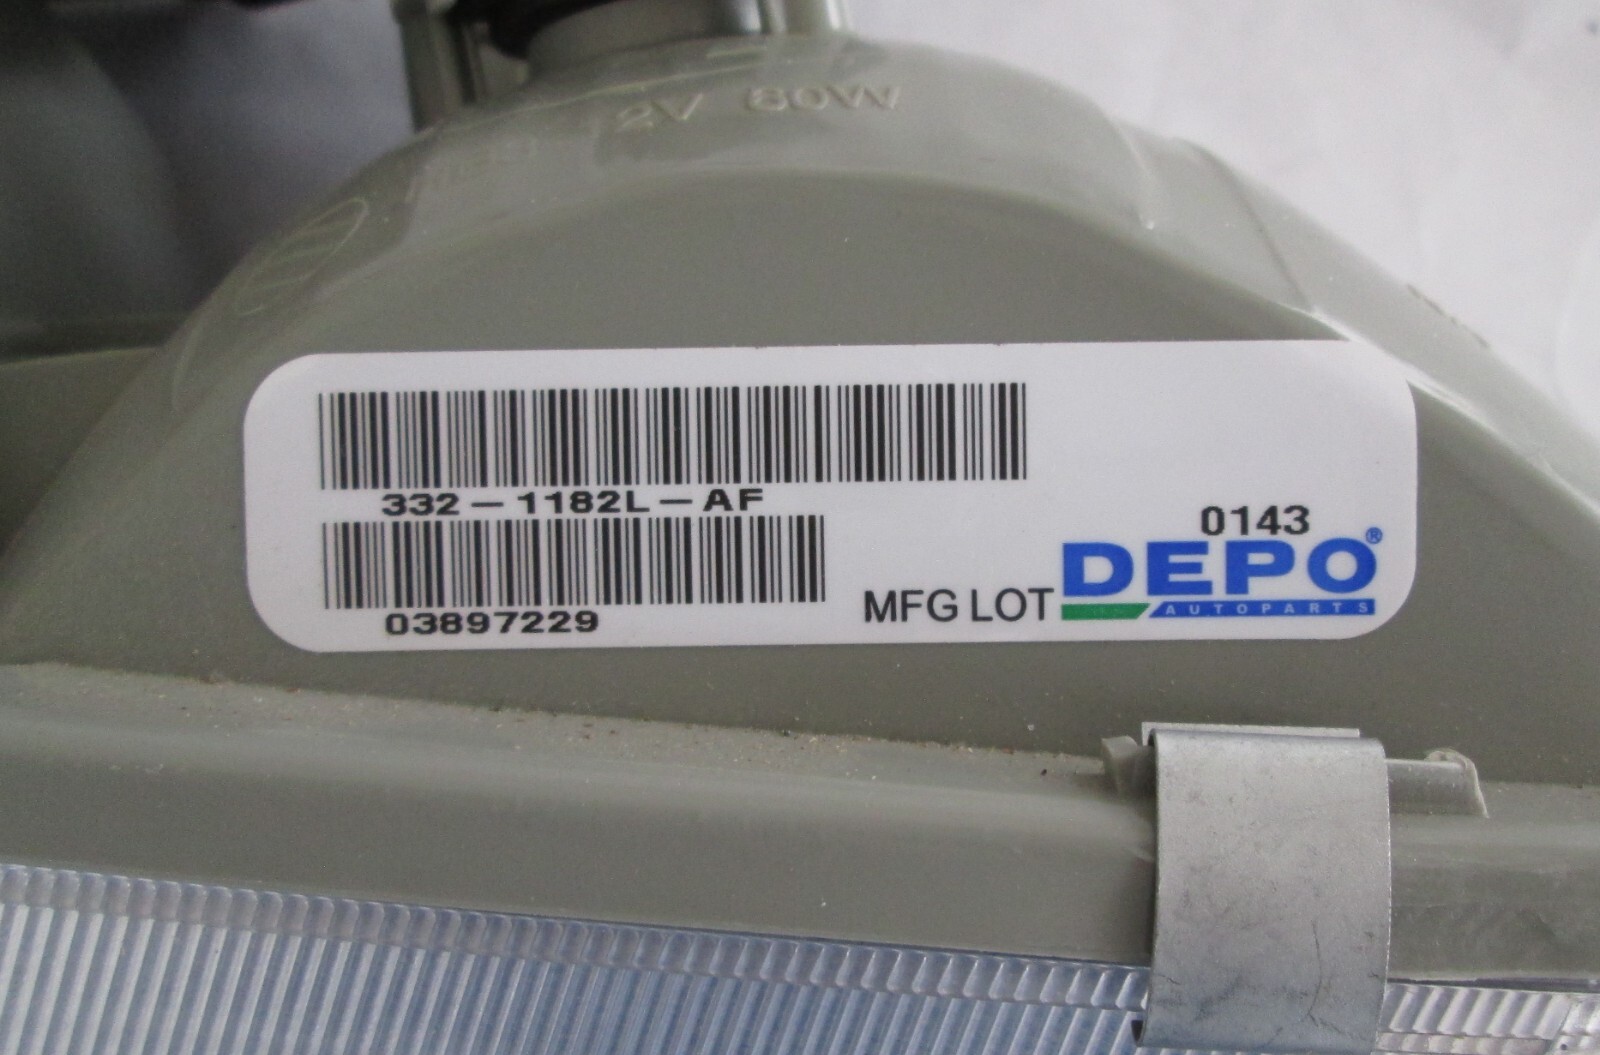 2V 80W
332-1182L-AF
03897229
0143
MFG LOT
DEPO®
AUTOPARTS